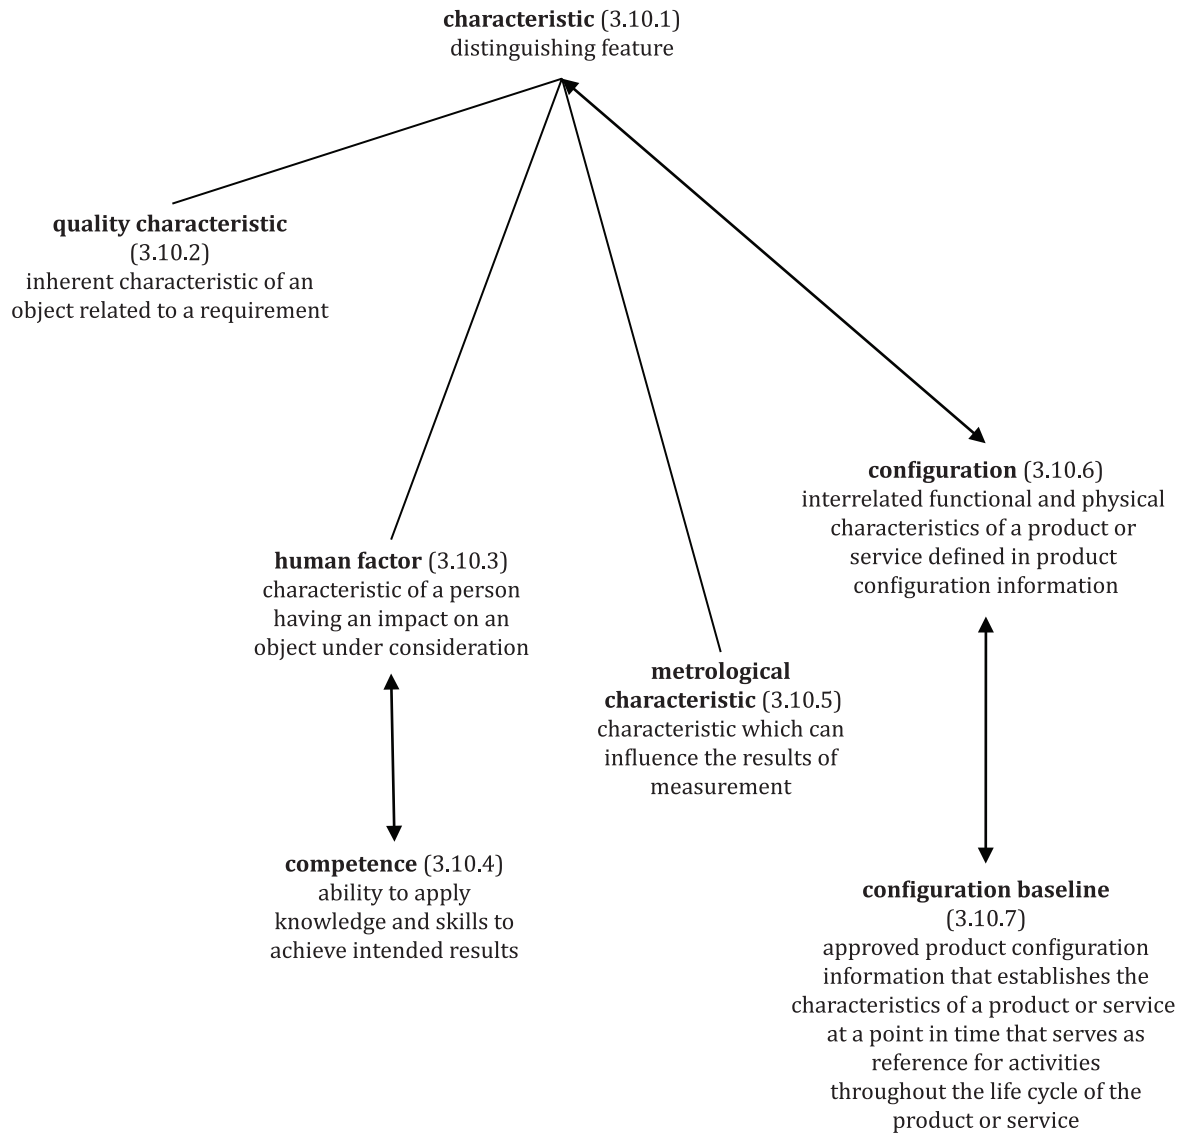 characteristic (3.10.1)
distinguishing feature
quality characteristic
(3.10.2)
inherent characteristic of an
object related to a requirement
human factor (3.10.3)
characteristic of a person
having an impact on an
object under consideration
competence (3.10.4)
ability to apply
knowledge and skills to
achieve intended results
metrological
characteristic (3.10.5)
characteristic which can
influence the results of
measurement
configuration (3.10.6)
interrelated functional and physical
characteristics of a product or
service defined in product
configuration information
configuration baseline
(3.10.7)
approved product configuration
information that establishes the
characteristics of a product or service
at a point in time that serves as
reference for activities
throughout the life cycle of the
product or service